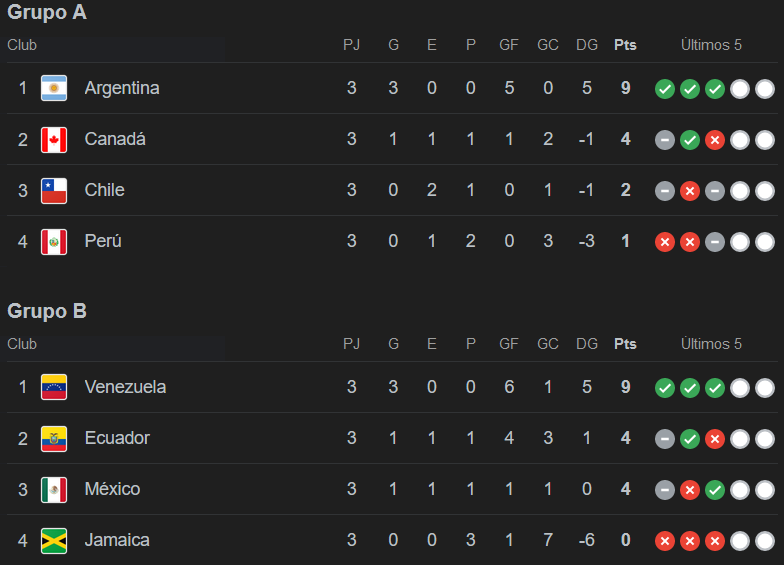 Grupo A
Club PJ G E P GF GC DG Pts Últimos 5
1 Argentina 3 3 0 0 5 0 5 9
2 Canadá 3 1 1 1 1 2 -1 4
3 Chile 3 0 2 1 0 1 -1 2
4 Perú 3 0 1 2 0 3 -3 1
Grupo B
Club PJ G E P GF GC DG Pts Últimos 5
1 Venezuela 3 3 0 0 6 1 5 9
2 Ecuador 3 1 1 1 4 3 1 4
3 México 3 1 1 1 1 1 0 4
4 Jamaica 3 0 0 3 1 7 -6 0